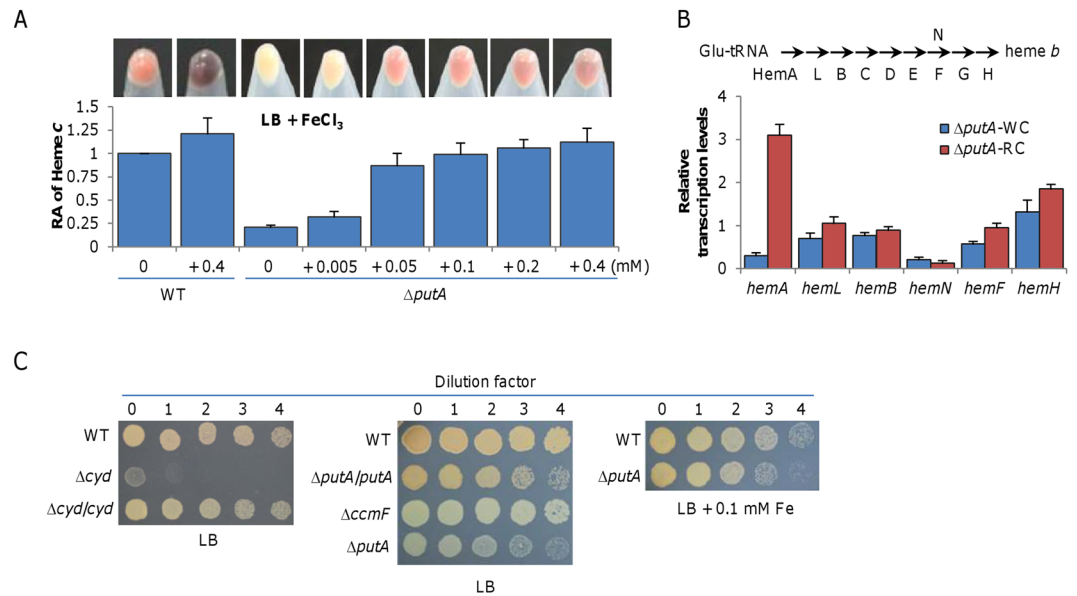 A
LB + FeCl3
RA of Heme c
1.5
1.25
1
0.75
0.5
0.25
0
0 + 0.4 0 + 0.005 + 0.05 + 0.1 + 0.2 + 0.4 (mM)
WT ΔputA
B
N
Glu-tRNA heme b
HemA L B C D E F G H
Relative
transcription levels
4
3
2
1
0
ΔputA-WC
ΔputA-RC
hemA hemL hemB hemN hemF hemH
C
Dilution factor
0 1 2 3 4
WT
Δcyd
Δcyd/cyd
LB
0 1 2 3 4
WT
ΔputA/putA
ΔccmF
ΔputA
LB
0 1 2 3 4
WT
ΔputA
LB + 0.1 mM Fe